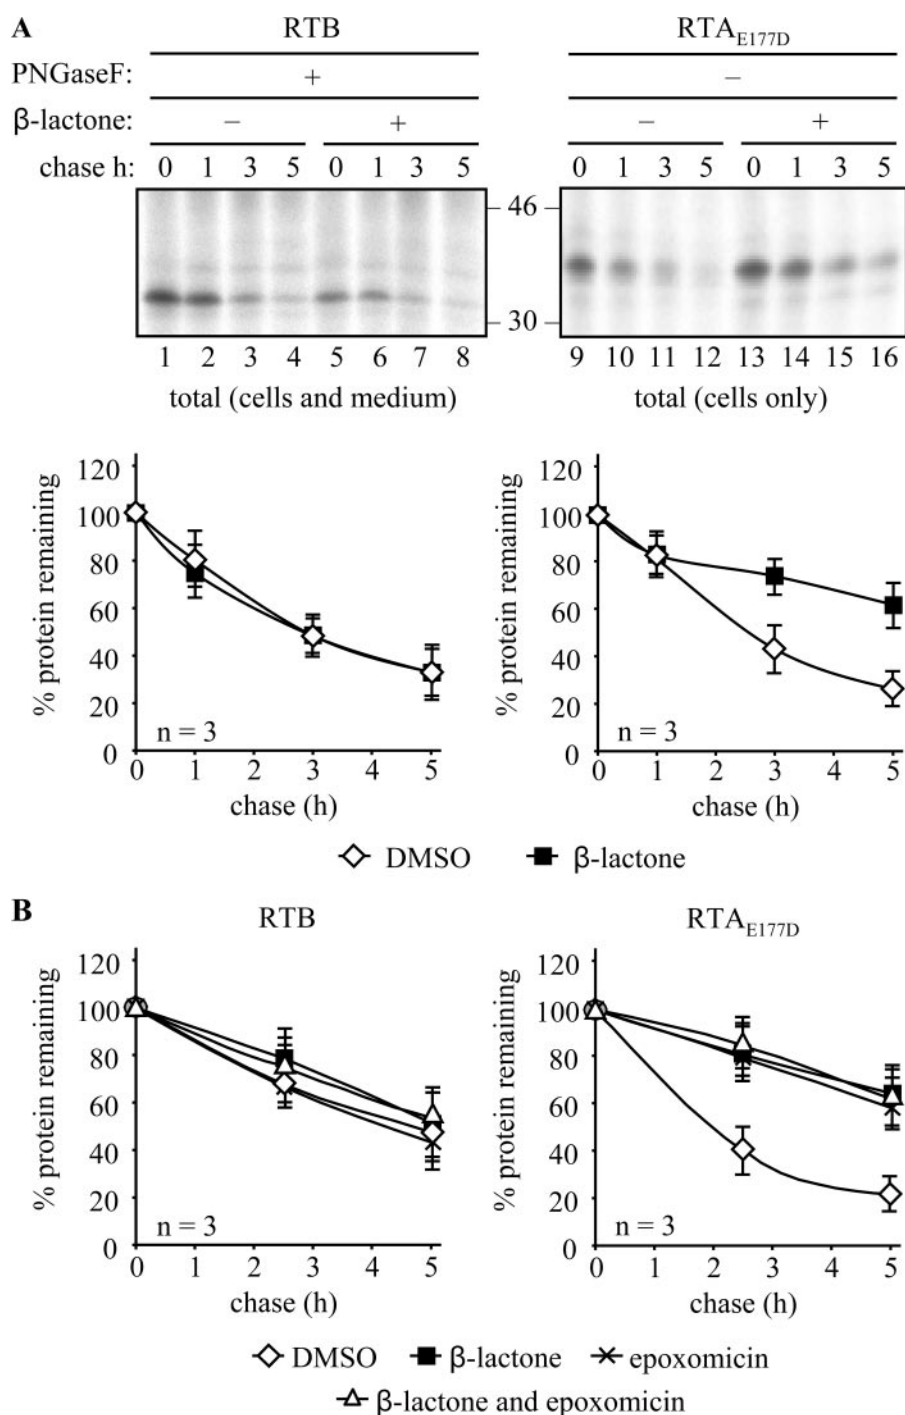 A RTB RTA_E177D
PNGaseF: + –
β-lactone: – + – +
chase h: 0 1 3 5 0 1 3 5 0 1 3 5 0 1 3 5
46
30
1 2 3 4 5 6 7 8 9 10 11 12 13 14 15 16
total (cells and medium) total (cells only)
% protein remaining
120
100
80
60
40
20
0
n = 3
0 1 2 3 4 5
chase (h)
% protein remaining
120
100
80
60
40
20
0
n = 3
0 1 2 3 4 5
chase (h)
DMSO β-lactone
B RTB RTA_E177D
% protein remaining
120
100
80
60
40
20
0
n = 3
0 1 2 3 4 5
chase (h)
% protein remaining
120
100
80
60
40
20
0
n = 3
0 1 2 3 4 5
chase (h)
DMSO β-lactone epoxomicin
β-lactone and epoxomicin